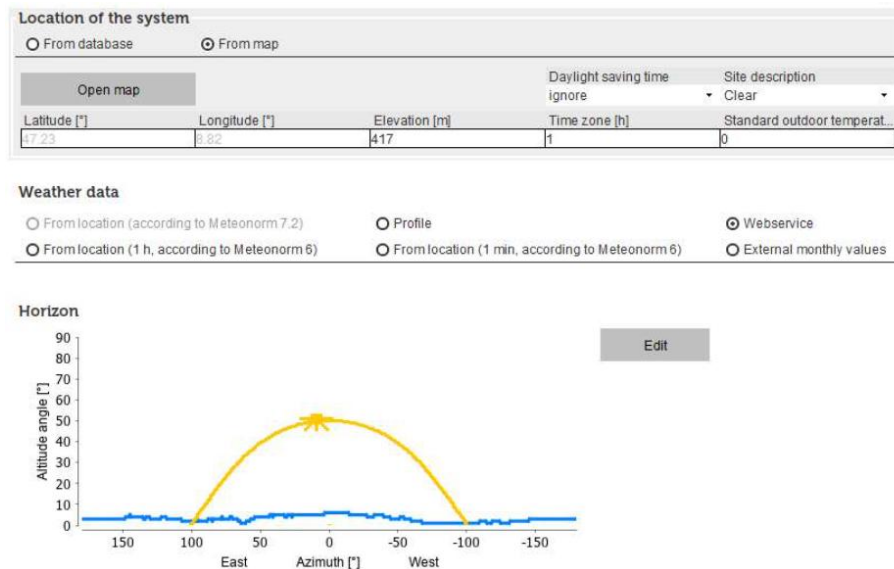 Location of the system
From database From map
Open map Daylight saving time Site description
ignore Clear
Latitude [°] Longitude [°] Elevation [m] Time zone [h] Standard outdoor temperat...
47.23 8.82 417 1 0
Weather data
From location (according to Meteonorm 7.2) Profile Webservice
From location (1 h, according to Meteonorm 6) From location (1 min, according to Meteonorm 6) External monthly values
Horizon
Edit
Altitude angle [°]
90
80
70
60
50
40
30
20
10
0
150 100 50 0 -50 -100 -150
East Azimuth [°] West